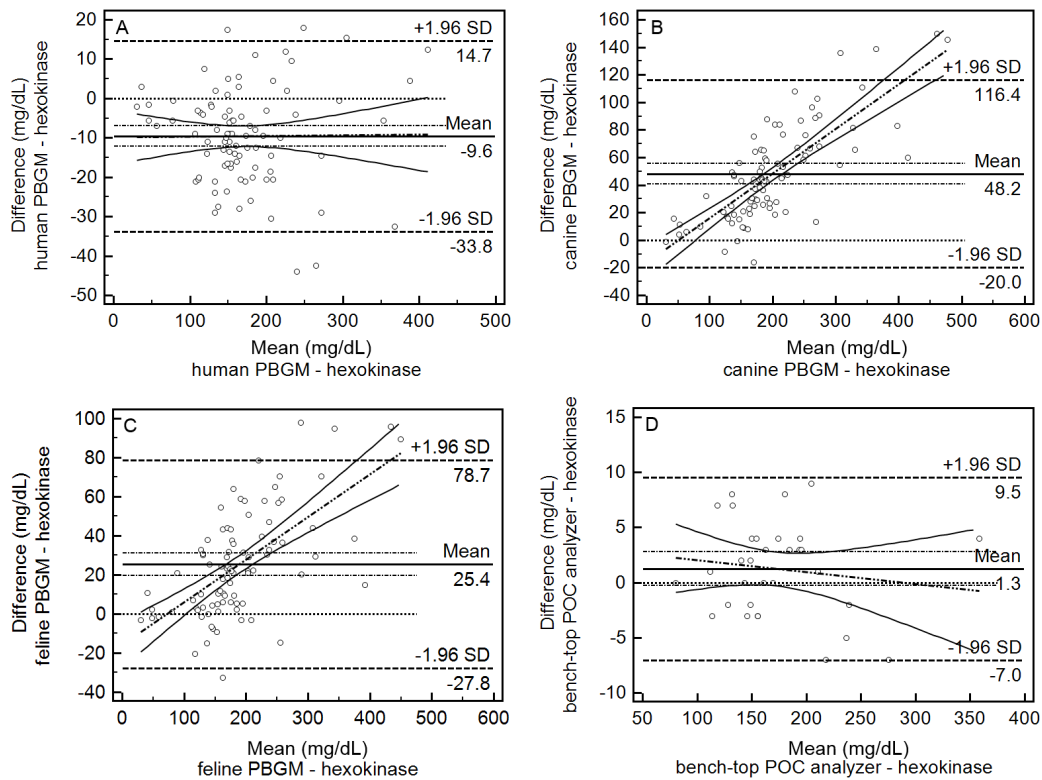 A
20
10
0
-10
-20
-30
-40
-50
Difference (mg/dL)
human PBGM - hexokinase
+1.96 SD
14.7
Mean
-9.6
-1.96 SD
-33.8
0 100 200 300 400 500
Mean (mg/dL)
human PBGM - hexokinase
B
160
140
120
100
80
60
40
20
0
-20
-40
Difference (mg/dL)
canine PBGM - hexokinase
+1.96 SD
116.4
Mean
48.2
-1.96 SD
-20.0
0 100 200 300 400 500 600
Mean (mg/dL)
canine PBGM - hexokinase
C
100
80
60
40
20
0
-20
-40
Difference (mg/dL)
feline PBGM - hexokinase
+1.96 SD
78.7
Mean
25.4
-1.96 SD
-27.8
0 100 200 300 400 500 600
Mean (mg/dL)
feline PBGM - hexokinase
D
15
10
5
0
-5
-10
Difference (mg/dL)
bench-top POC analyzer - hexokinase
+1.96 SD
9.5
Mean
1.3
-1.96 SD
-7.0
50 100 150 200 250 300 350 400
Mean (mg/dL)
bench-top POC analyzer - hexokinase